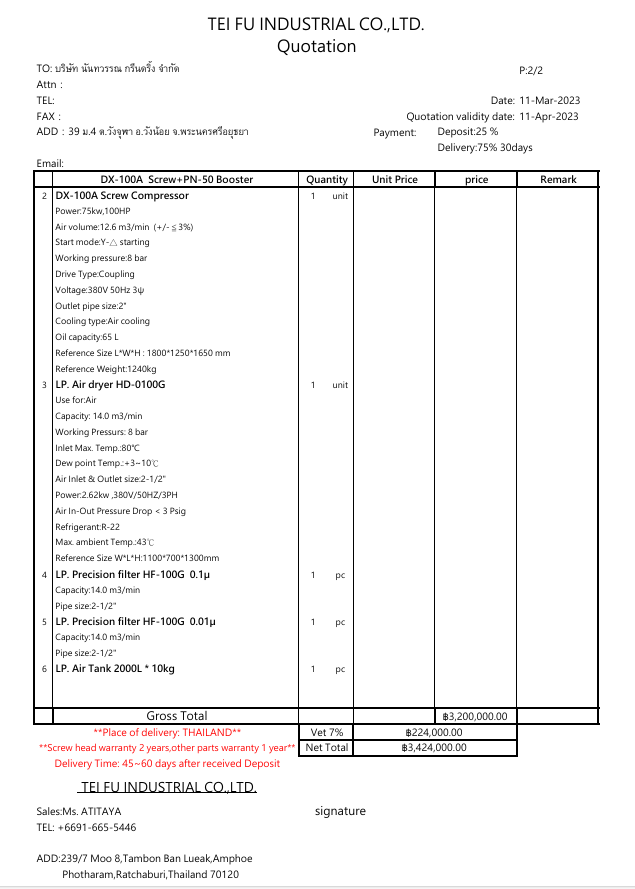 TEI FU INDUSTRIAL CO.,LTD.
Quotation
TO: บริษัท นันทวรรณ กรีนดริ้ง จำกัด
P:2/2
Attn :
TEL:
Date: 11-Mar-2023
FAX :
Quotation validity date: 11-Apr-2023
ADD : 39 ม.4 ต.วังจุฬา อ.วังน้อย จ.พระนครศรีอยุธยา
Payment: Deposit:25 %
Delivery:75% 30days
Email:
DX-100A Screw+PN-50 Booster Quantity Unit Price price Remark
2 DX-100A Screw Compressor 1 unit
Power:75kw,100HP
Air volume:12.6 m3/min (+/- ≦3%)
Start mode:Y-△ starting
Working pressure:8 bar
Drive Type:Coupling
Voltage:380V 50Hz 3ψ
Outlet pipe size:2"
Cooling type:Air cooling
Oil capacity:65 L
Reference Size L*W*H : 1800*1250*1650 mm
Reference Weight:1240kg
3 LP. Air dryer HD-0100G 1 unit
Use for:Air
Capacity: 14.0 m3/min
Working Pressurs: 8 bar
Inlet Max. Temp.:80℃
Dew point Temp.:+3~10℃
Air Inlet & Outlet size:2-1/2"
Power:2.62kw ,380V/50HZ/3PH
Air In-Out Pressure Drop < 3 Psig
Refrigerant:R-22
Max. ambient Temp.:43℃
Reference Size W*L*H:1100*700*1300mm
4 LP. Precision filter HF-100G 0.1μ 1 pc
Capacity:14.0 m3/min
Pipe size:2-1/2"
5 LP. Precision filter HF-100G 0.01μ 1 pc
Capacity:14.0 m3/min
Pipe size:2-1/2"
6 LP. Air Tank 2000L * 10kg 1 pc
Gross Total ฿3,200,000.00
**Place of delivery: THAILAND** Vet 7% ฿224,000.00
**Screw head warranty 2 years,other parts warranty 1 year** Net Total ฿3,424,000.00
Delivery Time: 45~60 days after received Deposit
TEI FU INDUSTRIAL CO.,LTD.
Sales:Ms. ATITAYA signature
TEL: +6691-665-5446
ADD:239/7 Moo 8,Tambon Ban Lueak,Amphoe
Photharam,Ratchaburi,Thailand 70120